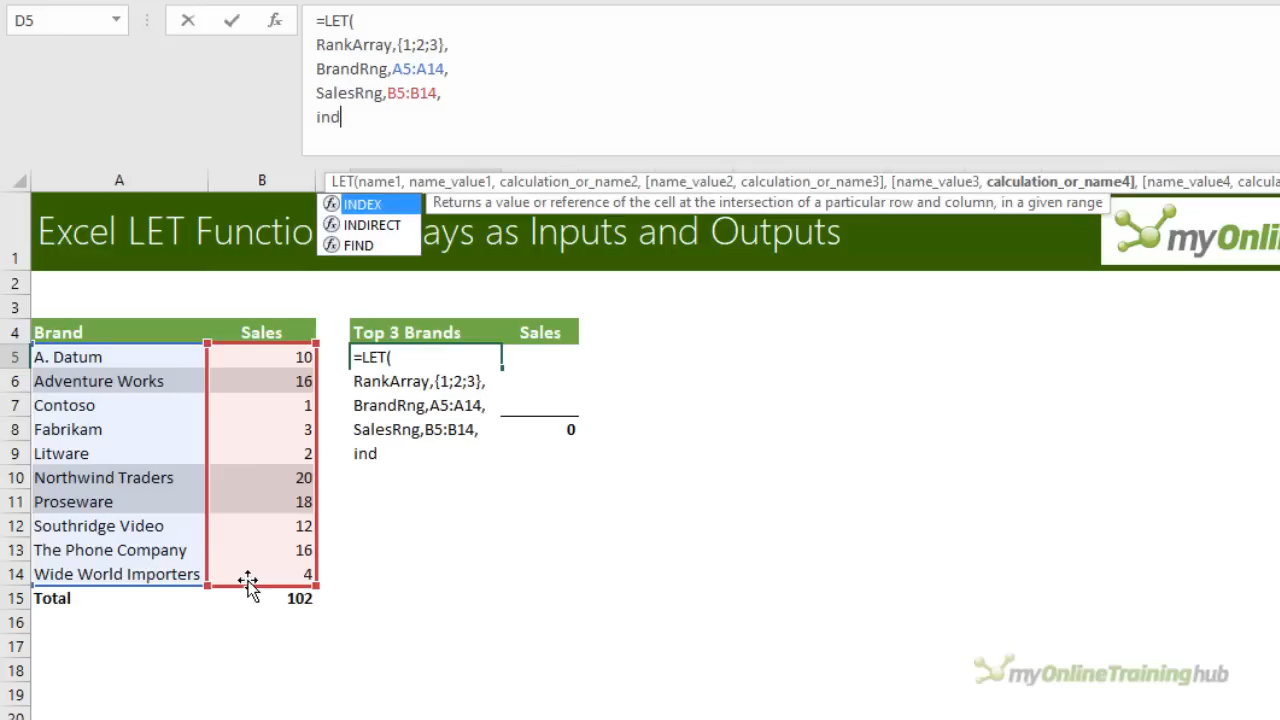 D5
fx
=LET(
RankArray,{1;2;3},
BrandRng,A5:A14,
SalesRng,B5:B14,
ind
LET(name1, name_value1, calculation_or_name2, [name_value2, calculation_or_name3], [name_value3, calculation_or_name4], [name_value4, calcula
A B
fx INDEX Returns a value or reference of the cell at the intersection of a particular row and column, in a given range
fx INDIRECT
fx FIND
1 Excel LET Functio ays as Inputs and Outputs myOnli
2
3
4 Brand Sales Top 3 Brands Sales
5 A. Datum 10 =LET(
6 Adventure Works 16 RankArray,{1;2;3},
7 Contoso 1 BrandRng,A5:A14,
8 Fabrikam 3 SalesRng,B5:B14, 0
9 Litware 2 ind
10 Northwind Traders 20
11 Proseware 18
12 Southridge Video 12
13 The Phone Company 16
14 Wide World Importers 4
15 Total 102
16
17
18 myOnlineTraininghub
19
20